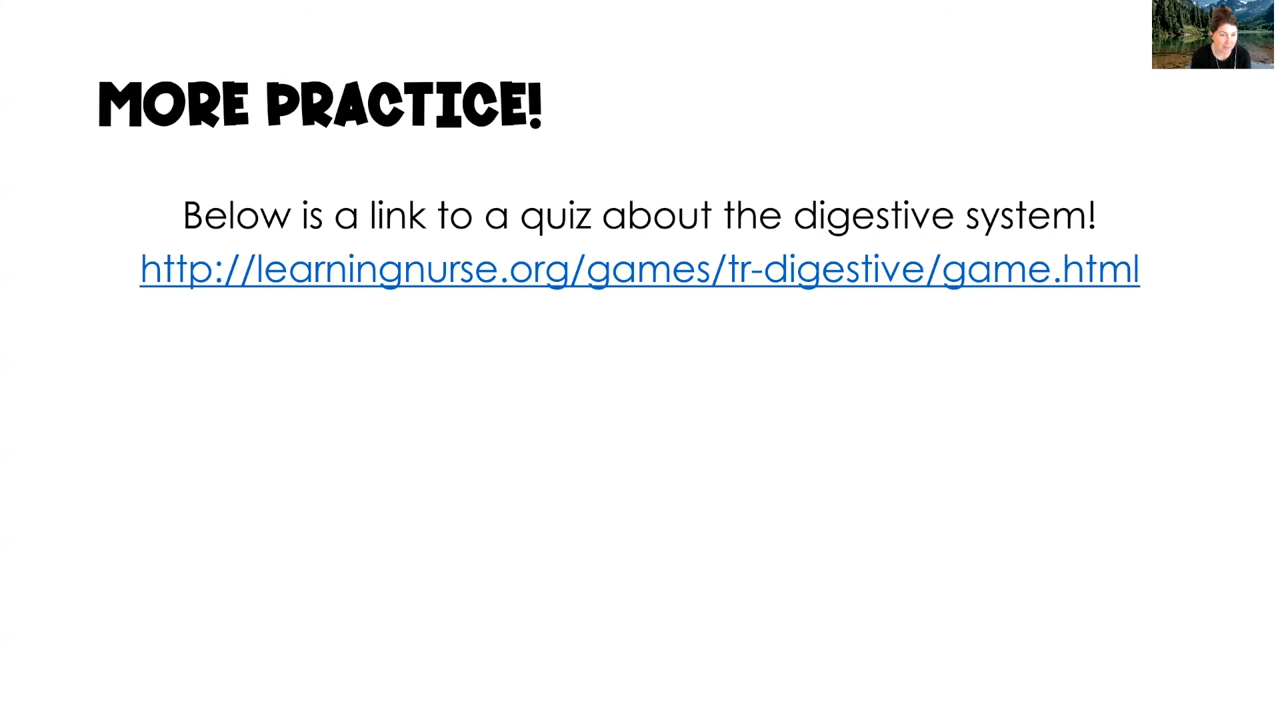 MORE PRACTICE!
Below is a link to a quiz about the digestive system!
http://learningnurse.org/games/tr-digestive/game.html